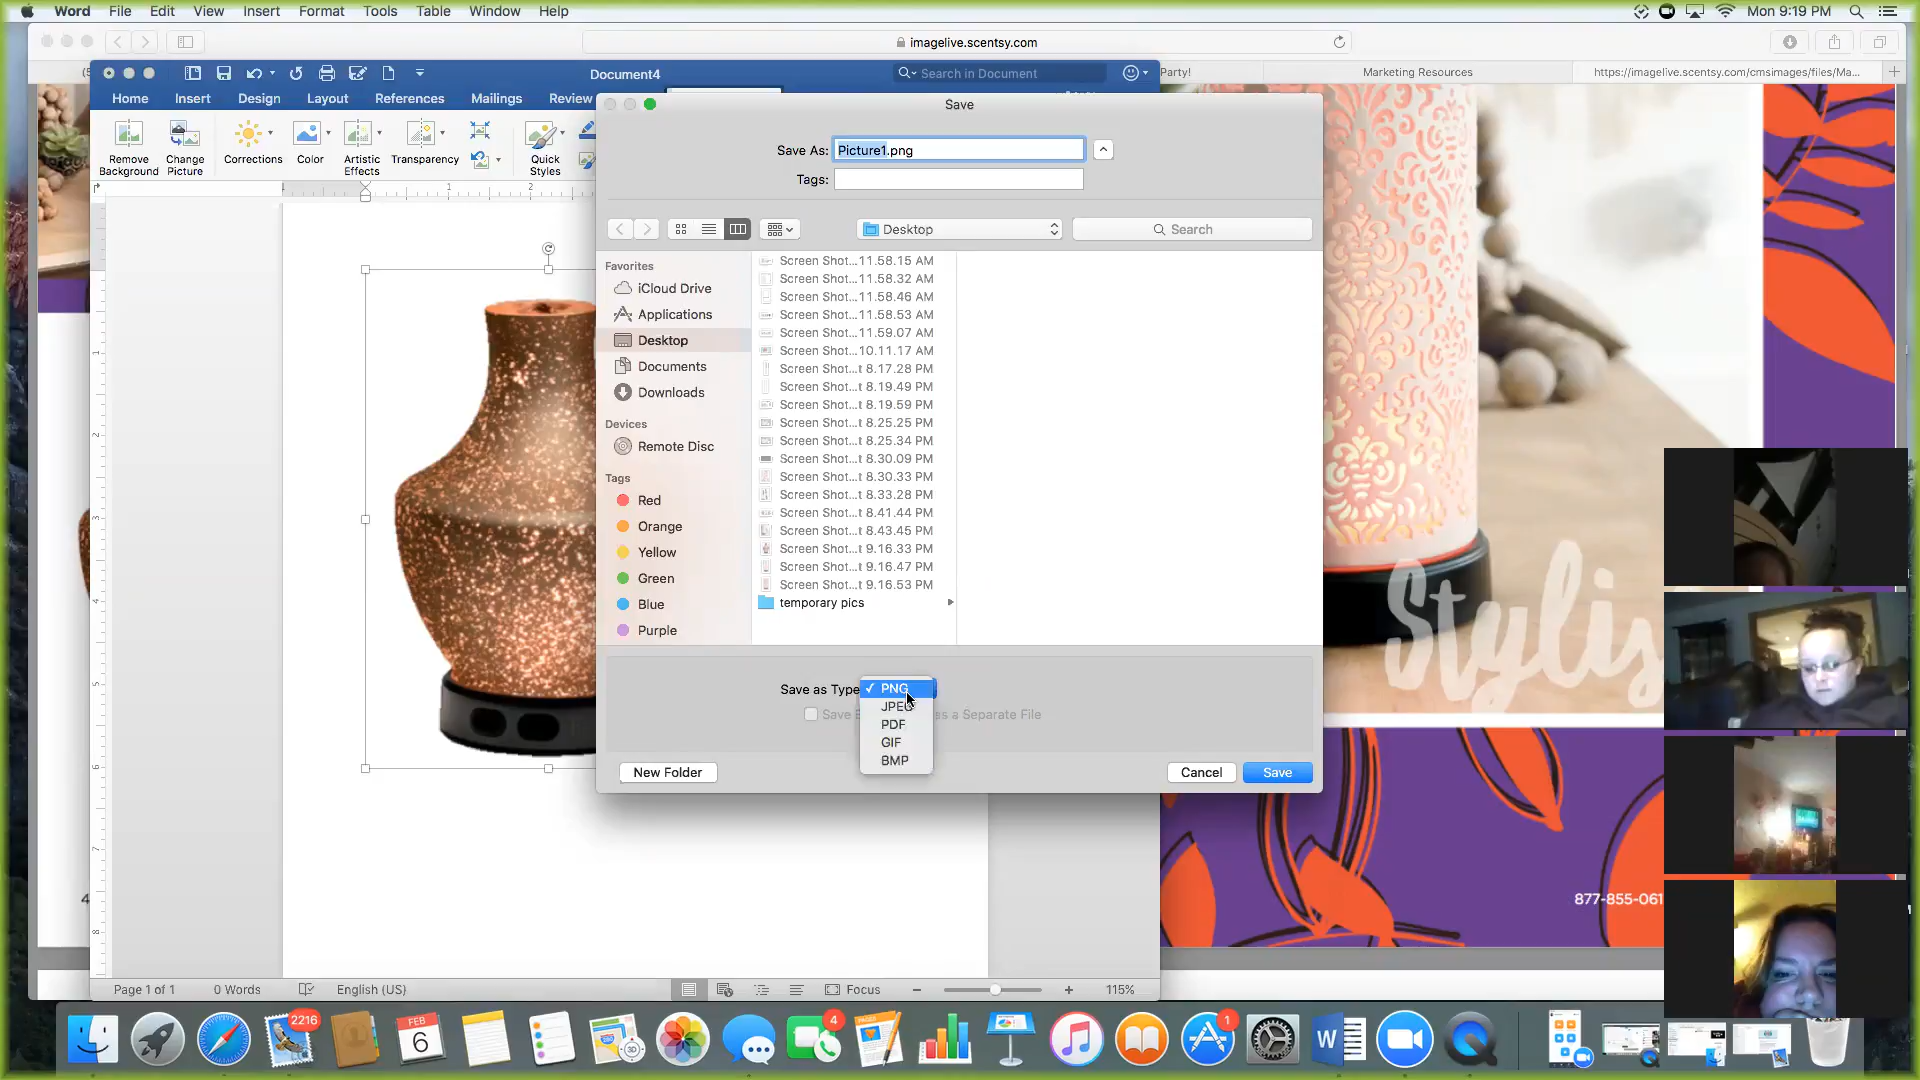 Word File Edit View Insert Format Tools Table Window Help Mon 9:19 PM
imagelive.scentsy.com
Party! Marketing Resources https://imagelive.scentsy.com/cmsimages/files/Ma...
Document4
Search in Document
Home Insert Design Layout References Mailings Review
Remove Background
Change Picture
Corrections
Color
Artistic Effects
Transparency
Quick Styles
Save
Save As: Picture1.png
Tags:
Desktop
Search
Favorites
iCloud Drive
Applications
Desktop
Documents
Downloads
Devices
Remote Disc
Tags
Red
Orange
Yellow
Green
Blue
Purple
Screen Shot...11.58.15 AM
Screen Shot...11.58.32 AM
Screen Shot...11.58.46 AM
Screen Shot...11.58.53 AM
Screen Shot...11.59.07 AM
Screen Shot...10.11.17 AM
Screen Shot...t 8.17.28 PM
Screen Shot...t 8.19.49 PM
Screen Shot...t 8.19.59 PM
Screen Shot...t 8.25.25 PM
Screen Shot...t 8.25.34 PM
Screen Shot...t 8.30.09 PM
Screen Shot...t 8.30.33 PM
Screen Shot...t 8.33.28 PM
Screen Shot...t 8.41.44 PM
Screen Shot...t 8.43.45 PM
Screen Shot...t 9.16.33 PM
Screen Shot...t 9.16.47 PM
Screen Shot...t 9.16.53 PM
temporary pics
Save as Type
PNG
JPEG
PDF
GIF
BMP
as a Separate File
New Folder
Cancel Save
Stylis
877-855-061
Page 1 of 1 0 Words English (US) Focus 115%
2216
FEB
6
4
1